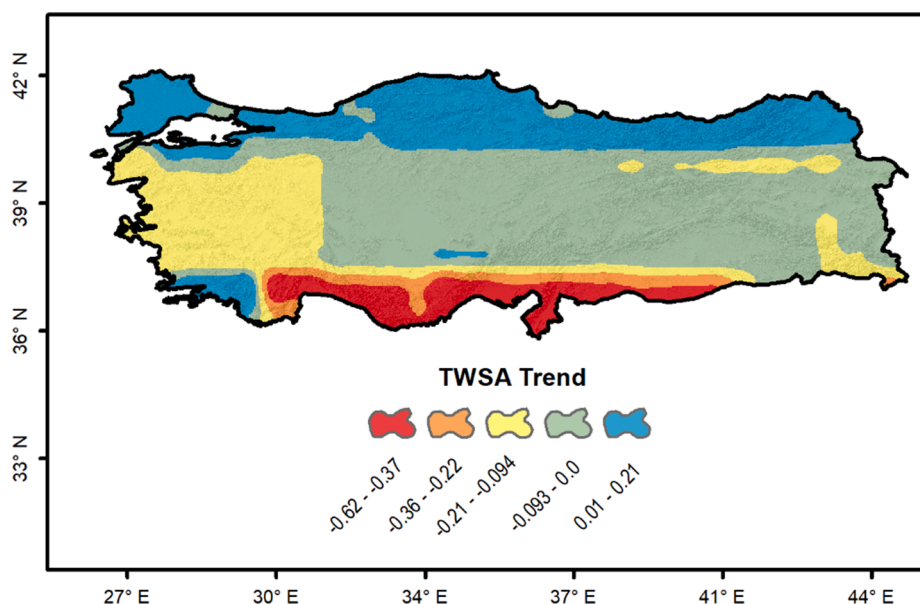 42° N
39° N
36° N
33° N
TWSA Trend
-0.62 - -0.37
-0.36 - -0.22
-0.21 - -0.094
-0.093 - 0.0
0.01 - 0.21
27° E
30° E
34° E
37° E
41° E
44° E